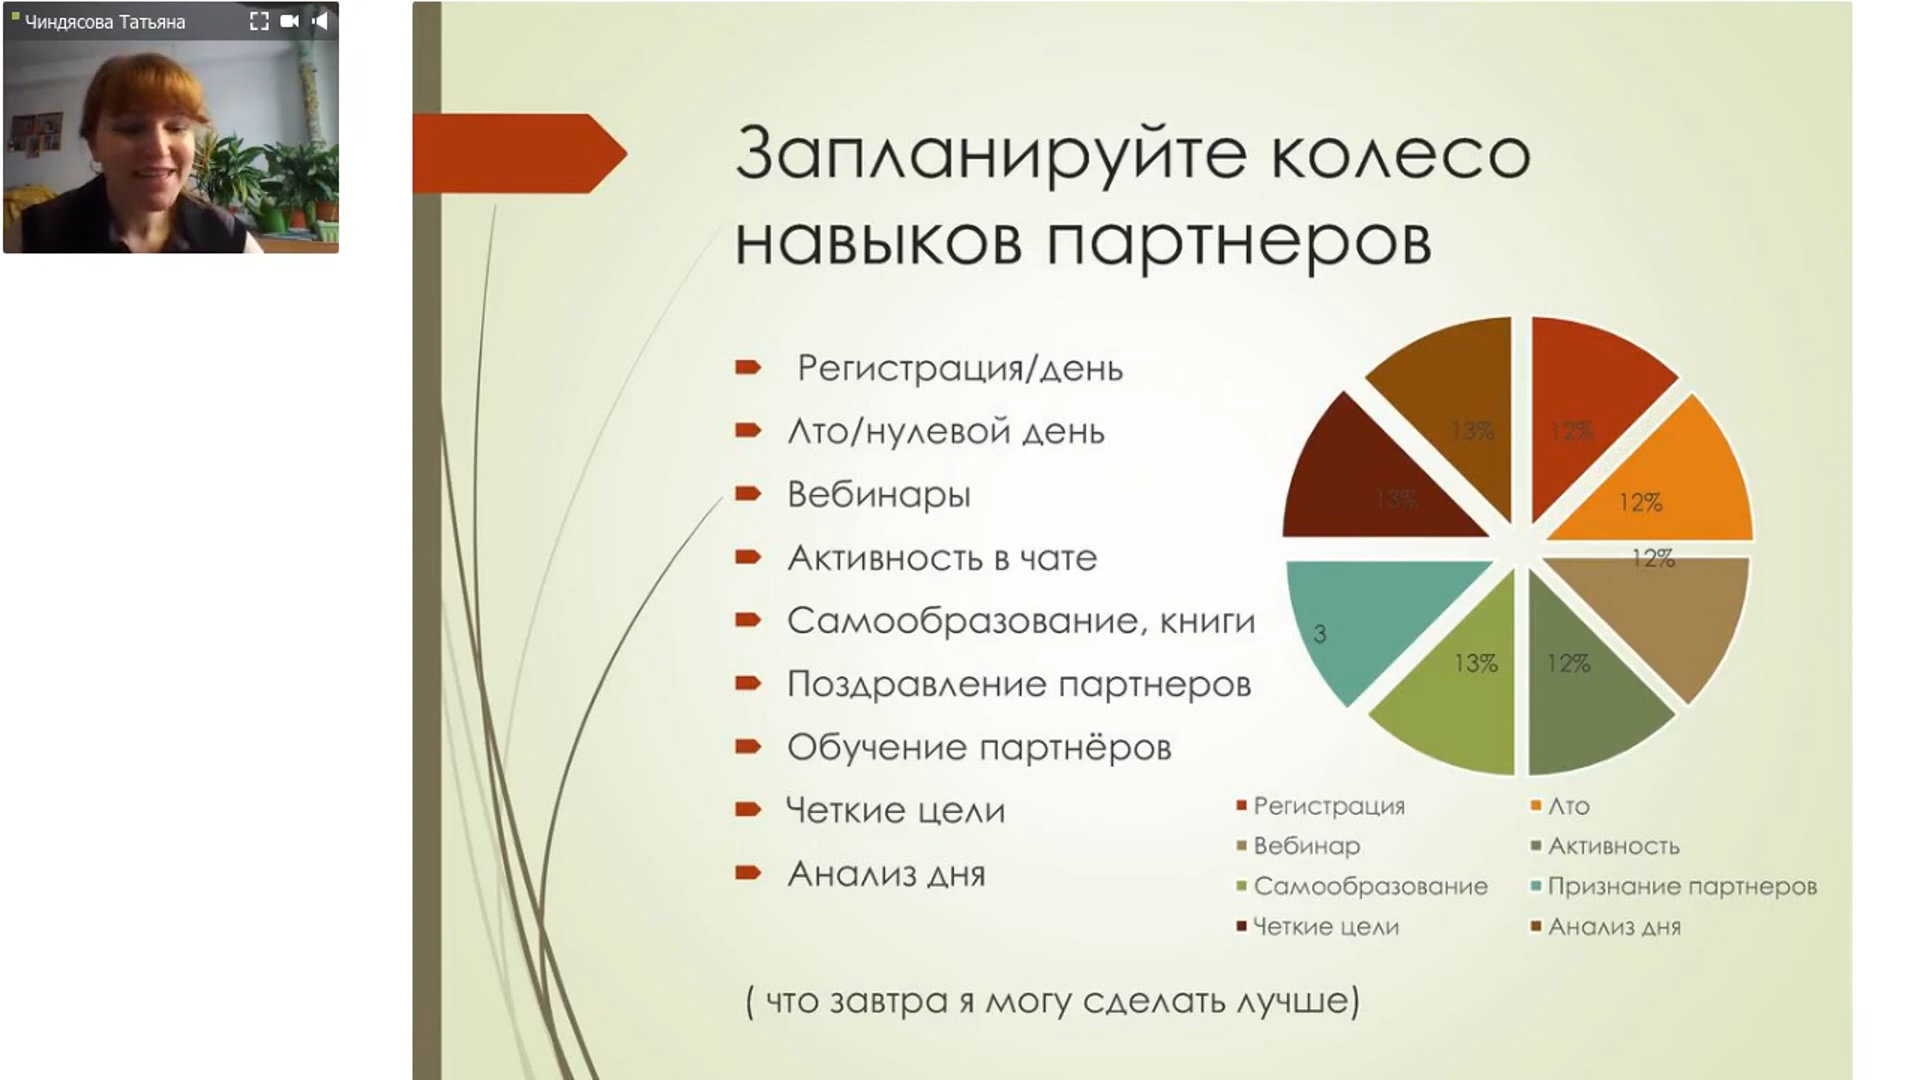 Чиндясова Татьяна
Запланируйте колесо
навыков партнеров
Регистрация/день
Лто/нулевой день
Вебинары
Активность в чате
Самообразование, книги
Поздравление партнеров
Обучение партнёров
Четкие цели
Анализ дня
( что завтра я могу сделать лучше)
13%
12%
13%
12%
12%
3
13%
12%
Регистрация
Лто
Вебинар
Активность
Самообразование
Признание партнеров
Четкие цели
Анализ дня